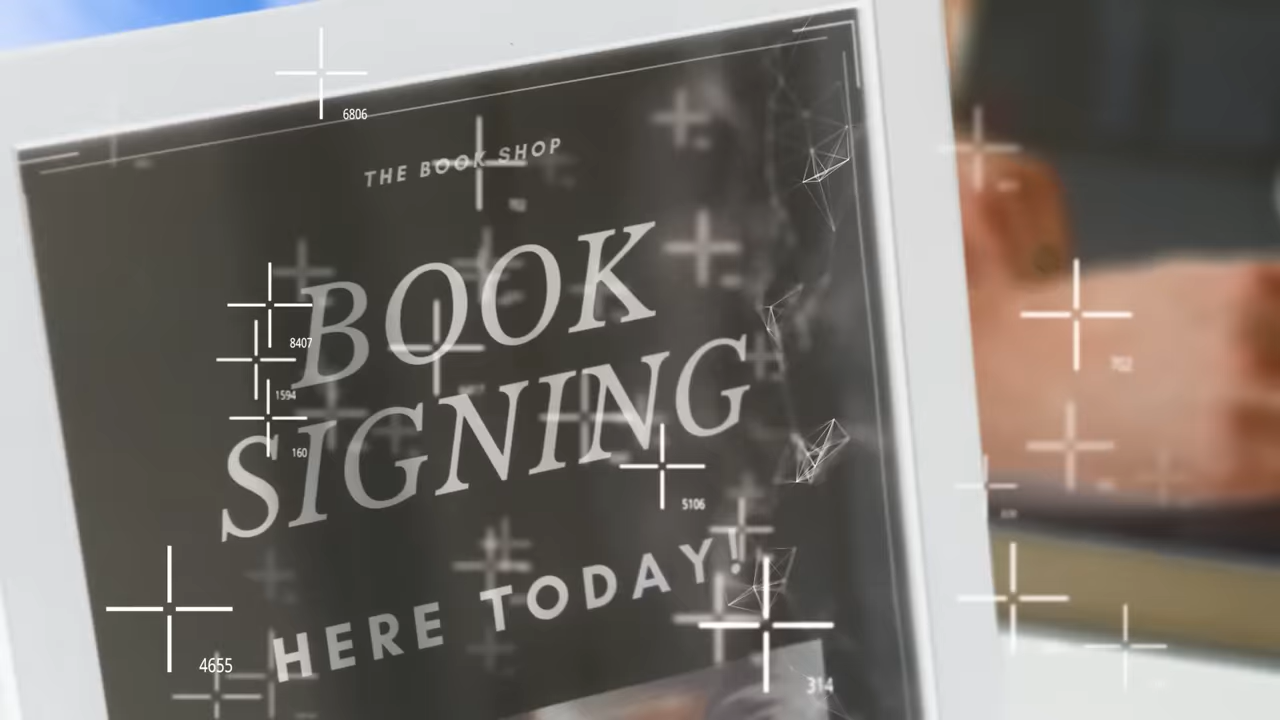 6806
THE BOOK SHOP
BOOK
8407
SIGNING
1594
160
5106
HERE TODAY!
4655
314
702